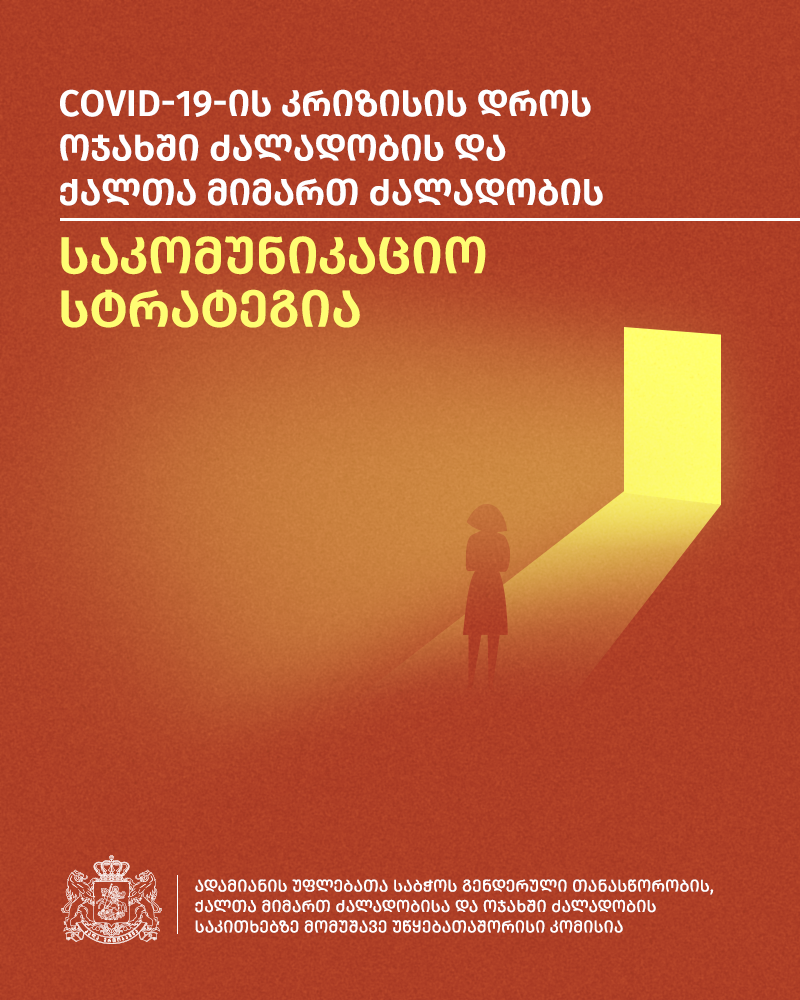 COVID-19-ის კრიზისის დროს
ოჯახში ძალადობის და
ქალთა მიმართ ძალადობის
საკომუნიკაციო
სტრატეგია
ადამიანის უფლებათა საბჭოს გენდერული თანასწორობის,
ქალთა მიმართ ძალადობისა და ოჯახში ძალადობის
საკითხებზე მომუშავე უწყებათაშორისი კომისია